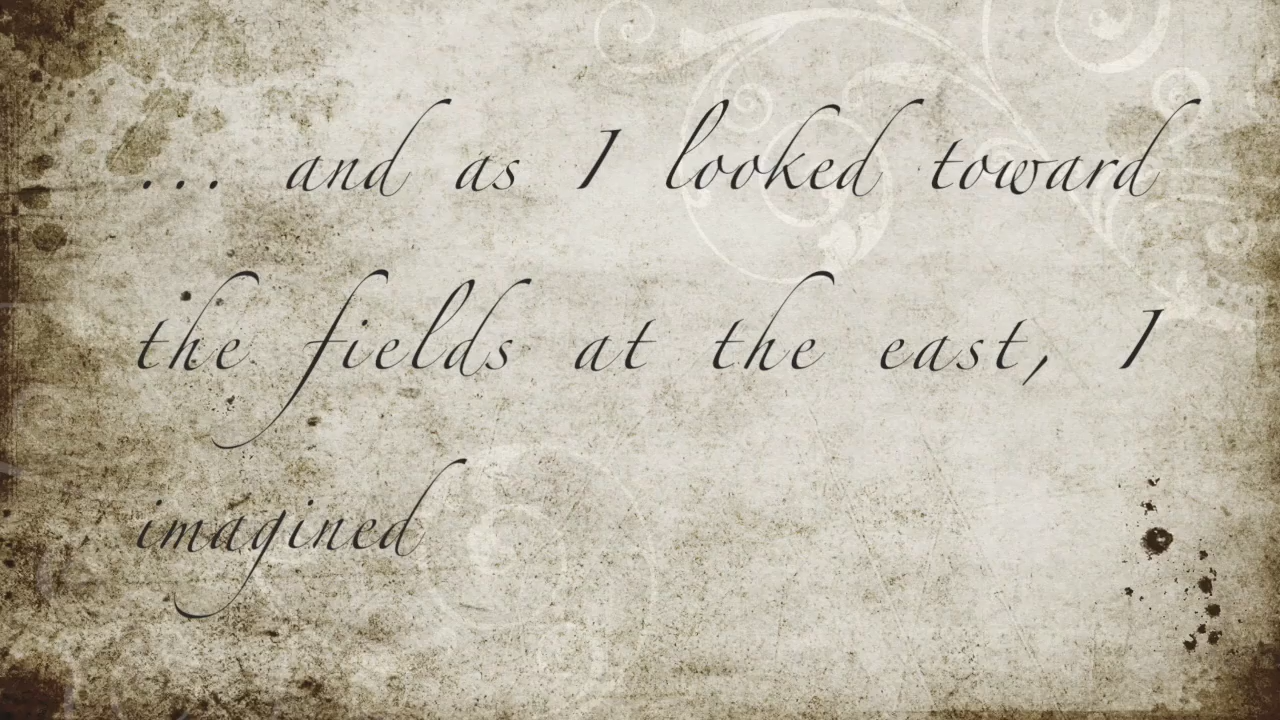 ... and as I looked toward
the fields at the east, I
imagined